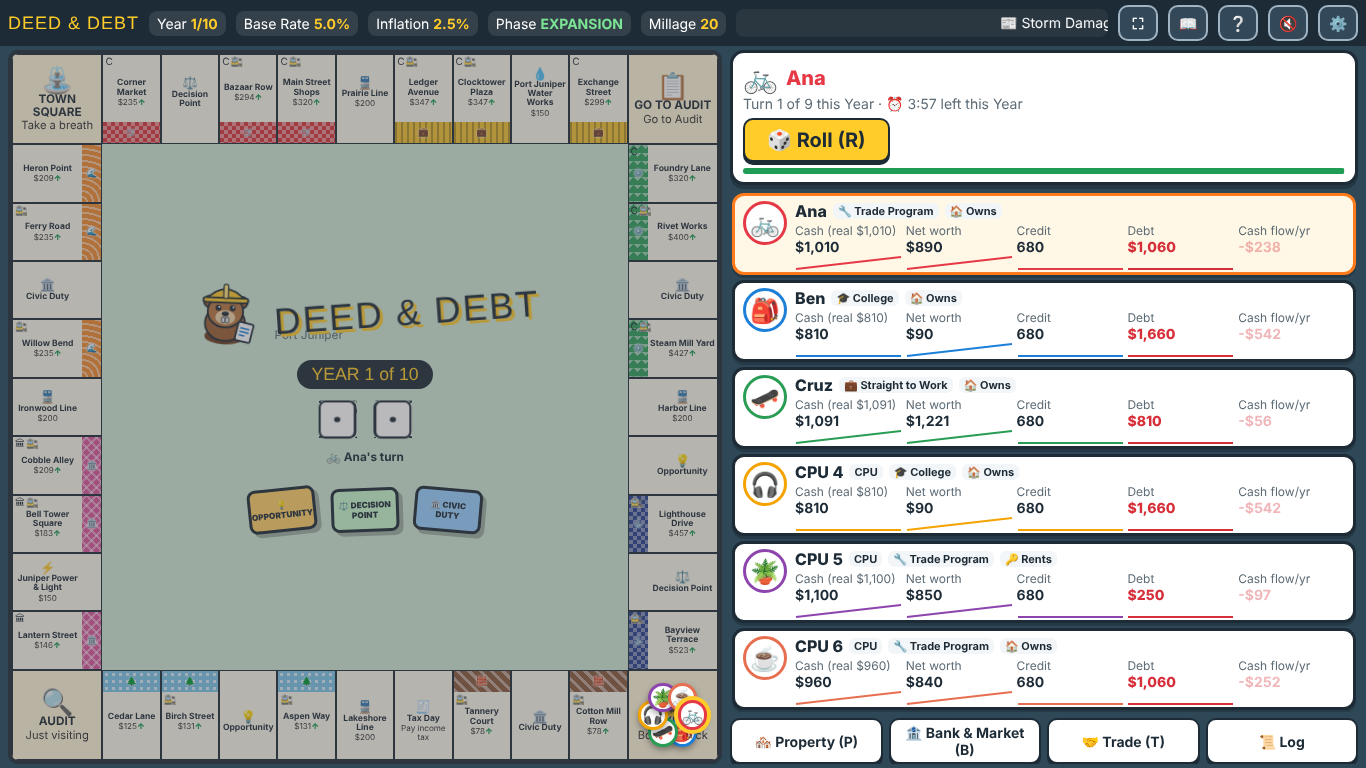 DEED & DEBT
Year 1/10
Base Rate 5.0%
Inflation 2.5%
Phase EXPANSION
Millage 20
Storm Damag
TOWN SQUARE
Take a breath
C
Corner Market
$235↑
Decision Point
C
Bazaar Row
$294↑
C
Main Street Shops
$320↑
Prairie Line
$200
C
Ledger Avenue
$347↑
C
Clocktower Plaza
$347↑
Port Juniper Water Works
$150
C
Exchange Street
$299↑
GO TO AUDIT
Go to Audit
Heron Point
$209↑
Ferry Road
$235↑
Civic Duty
Willow Bend
$235↑
Ironwood Line
$200
Cobble Alley
$209↑
Bell Tower Square
$183↑
Juniper Power & Light
$150
Lantern Street
$146↑
Foundry Lane
$320↑
Rivet Works
$400↑
Civic Duty
Steam Mill Yard
$427↑
Harbor Line
$200
Opportunity
Lighthouse Drive
$457↑
Decision Point
Bayview Terrace
$523↑
DEED & DEBT
Port Juniper
YEAR 1 of 10
Ana's turn
OPPORTUNITY
DECISION POINT
CIVIC DUTY
AUDIT
Just visiting
Cedar Lane
$125↑
Birch Street
$131↑
Opportunity
Aspen Way
$131↑
Lakeshore Line
$200
Tax Day
Pay income tax
Tannery Court
$78↑
Civic Duty
Cotton Mill Row
$78↑
Ana
Turn 1 of 9 this Year · ⏰ 3:57 left this Year
Roll (R)
Ana Trade Program Owns
Cash (real $1,010) Net worth Credit Debt Cash flow/yr
$1,010 $890 680 $1,060 -$238
Ben College Owns
Cash (real $810) Net worth Credit Debt Cash flow/yr
$810 $90 680 $1,660 -$542
Cruz Straight to Work Owns
Cash (real $1,091) Net worth Credit Debt Cash flow/yr
$1,091 $1,221 680 $810 -$56
CPU 4 CPU College Owns
Cash (real $810) Net worth Credit Debt Cash flow/yr
$810 $90 680 $1,660 -$542
CPU 5 CPU Trade Program Rents
Cash (real $1,100) Net worth Credit Debt Cash flow/yr
$1,100 $850 680 $250 -$97
CPU 6 CPU Trade Program Owns
Cash (real $960) Net worth Credit Debt Cash flow/yr
$960 $840 680 $1,060 -$252
Property (P)
Bank & Market (B)
Trade (T)
Log